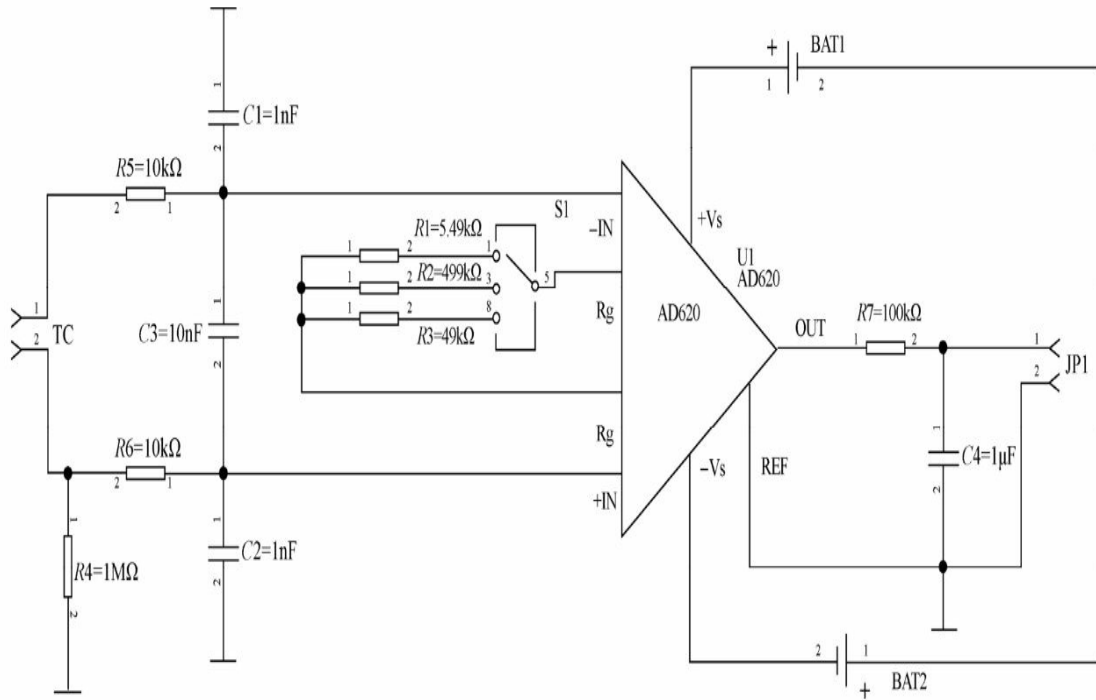 +
BAT1
1
2
1
C1=1nF
2
R5=10kΩ
2
1
S1
–IN
+Vs
R1=5.49kΩ
1
2
1
U1
AD620
R2=499kΩ
1
2
3
5
1
2
8
R3=49kΩ
Rg
AD620
1
TC
2
1
C3=10nF
2
OUT
R7=100kΩ
1
2
1
2
JP1
R6=10kΩ
2
1
Rg
–Vs
REF
+IN
1
C4=1μF
2
1
R4=1MΩ
2
1
C2=1nF
2
2
1
+
BAT2